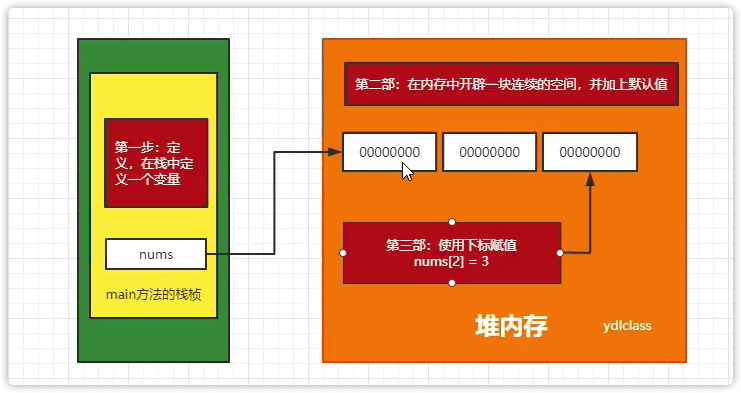 第一步：定
义，在栈中定
义一个变量
nums
main方法的栈桢
第二部：在内存中开辟一块连续的空间，并加上默认值
00000000
00000000
00000000
第三部：使用下标赋值
nums[2] = 3
堆内存
ydlclass